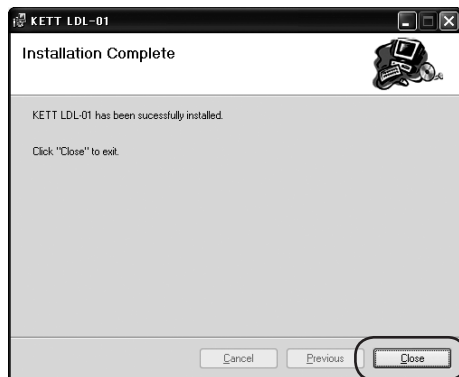 KETT LDL-01
Installation Complete
KETT LDL-01 has been sucessfully installed.
Click "Close" to exit.
Cancel
Previous
Close